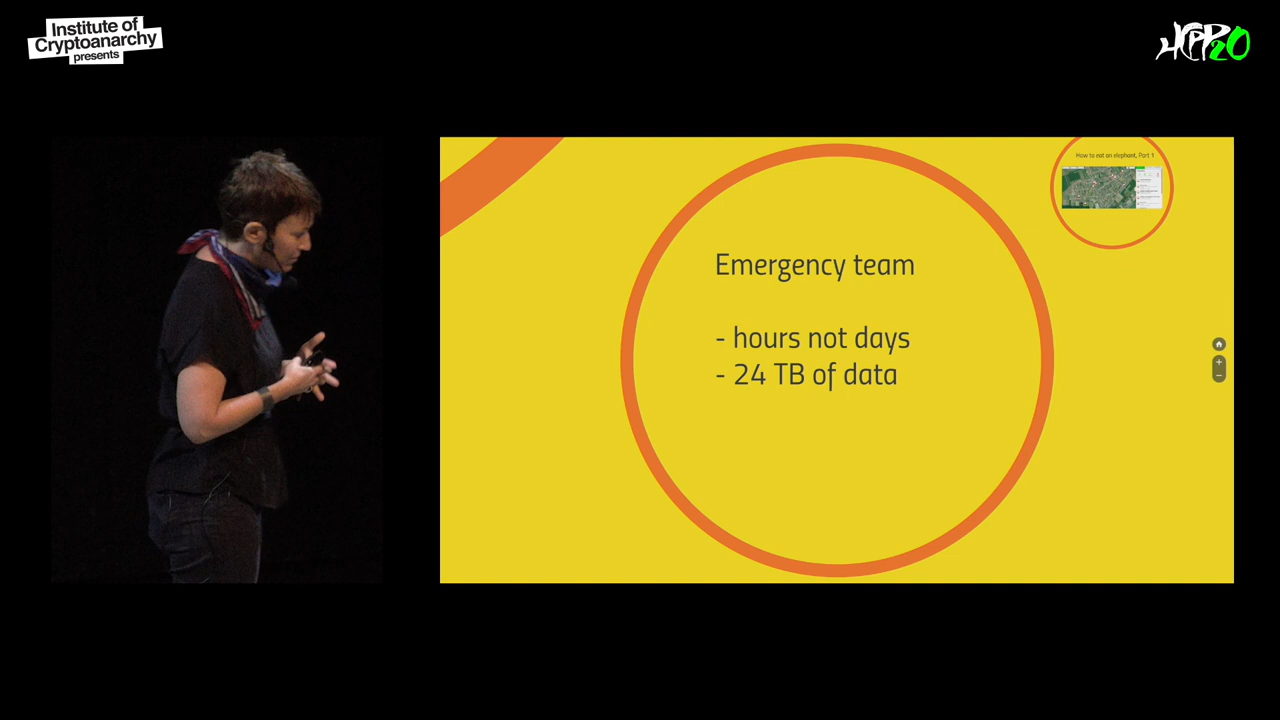 Institute of
Cryptoanarchy
presents
HCPP20
How to eat an elephant, Part 1
Emergency team
- hours not days
- 24 TB of data